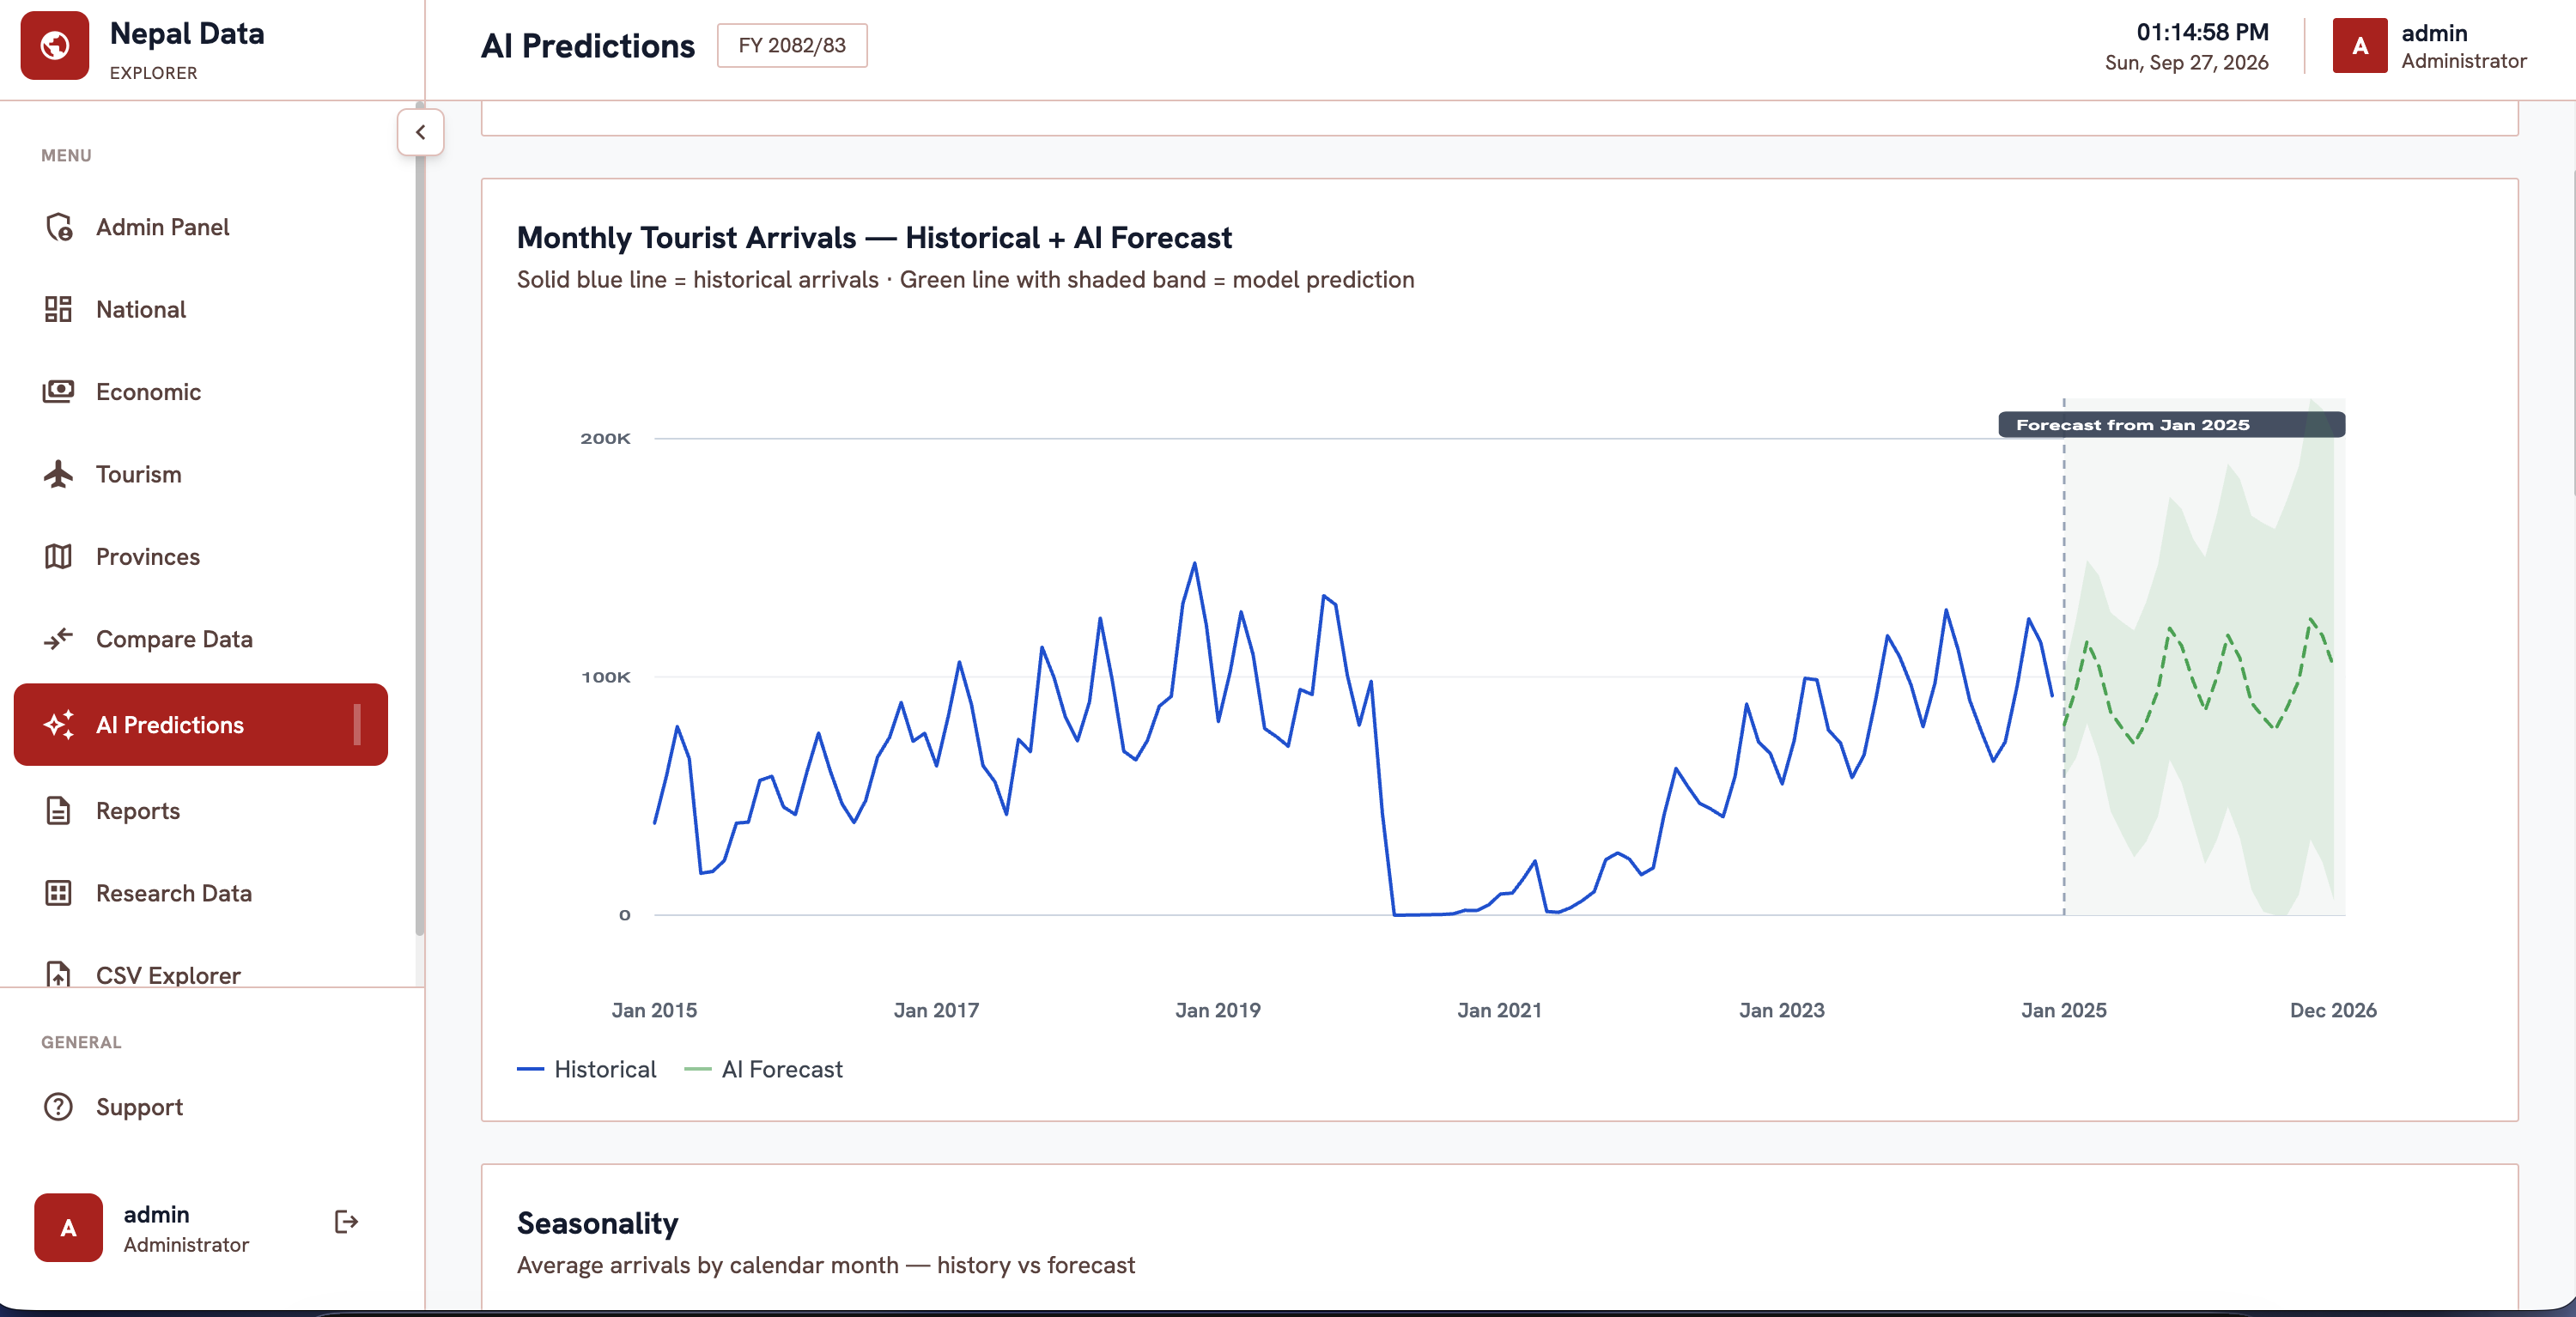 Nepal Data
EXPLORER
AI Predictions
FY 2082/83
01:14:58 PM
Sun, Sep 27, 2026
A
admin
Administrator
MENU
Admin Panel
National
Economic
Tourism
Provinces
Compare Data
AI Predictions
Reports
Research Data
CSV Explorer
GENERAL
Support
A
admin
Administrator
Monthly Tourist Arrivals — Historical + AI Forecast
Solid blue line = historical arrivals · Green line with shaded band = model prediction
Forecast from Jan 2025
200K
100K
0
Jan 2015 Jan 2017 Jan 2019 Jan 2021 Jan 2023 Jan 2025 Dec 2026
Historical AI Forecast
Seasonality
Average arrivals by calendar month — history vs forecast